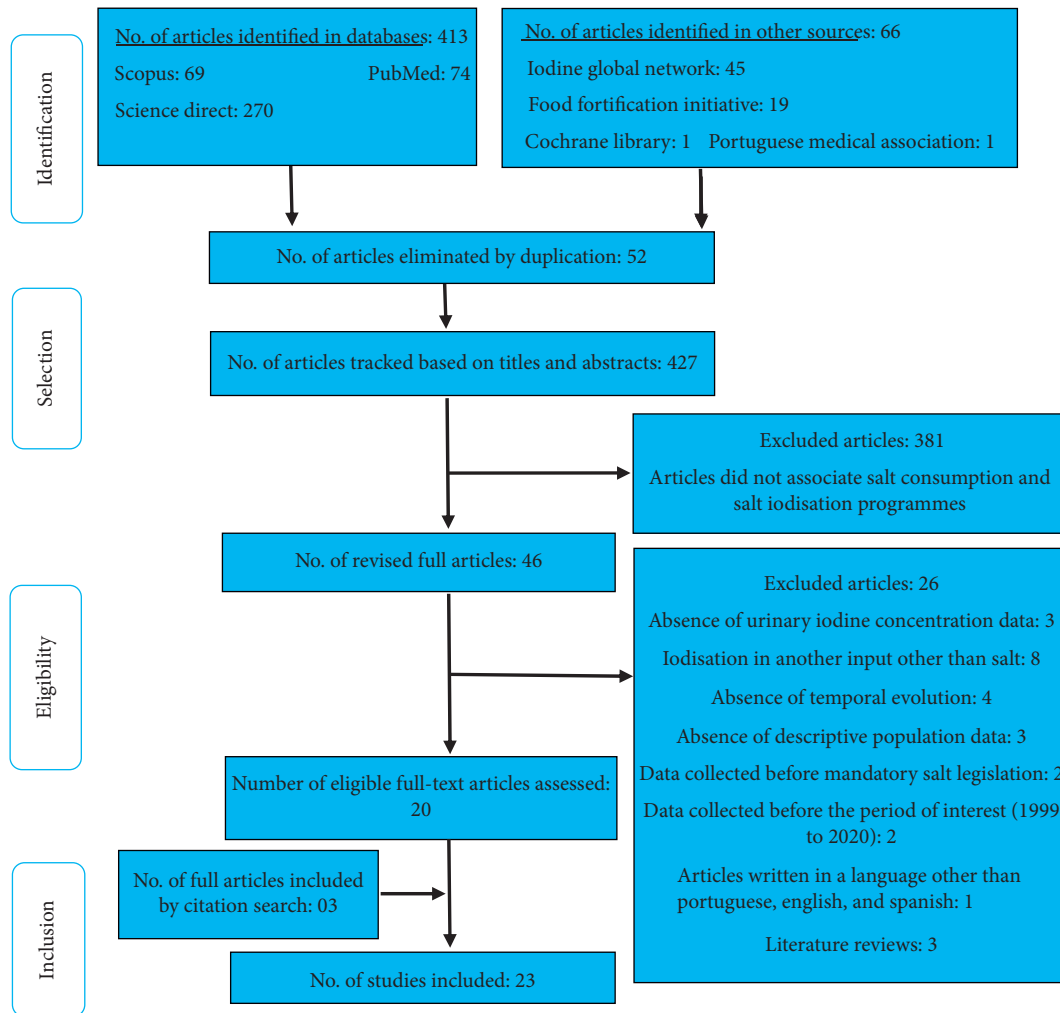 Identification
No. of articles identified in databases: 413
Scopus: 69 PubMed: 74
Science direct: 270
No. of articles identified in other sources: 66
Iodine global network: 45
Food fortification initiative: 19
Cochrane library: 1 Portuguese medical association: 1
No. of articles eliminated by duplication: 52
Selection
No. of articles tracked based on titles and abstracts: 427
Excluded articles: 381
Articles did not associate salt consumption and
salt iodisation programmes
No. of revised full articles: 46
Eligibility
Excluded articles: 26
Absence of urinary iodine concentration data: 3
Iodisation in another input other than salt: 8
Absence of temporal evolution: 4
Absence of descriptive population data: 3
Data collected before mandatory salt legislation: 2
Data collected before the period of interest (1999
to 2020): 2
Articles written in a language other than
portuguese, english, and spanish: 1
Literature reviews: 3
Number of eligible full-text articles assessed:
20
Inclusion
No. of full articles included
by citation search: 03
No. of studies included: 23